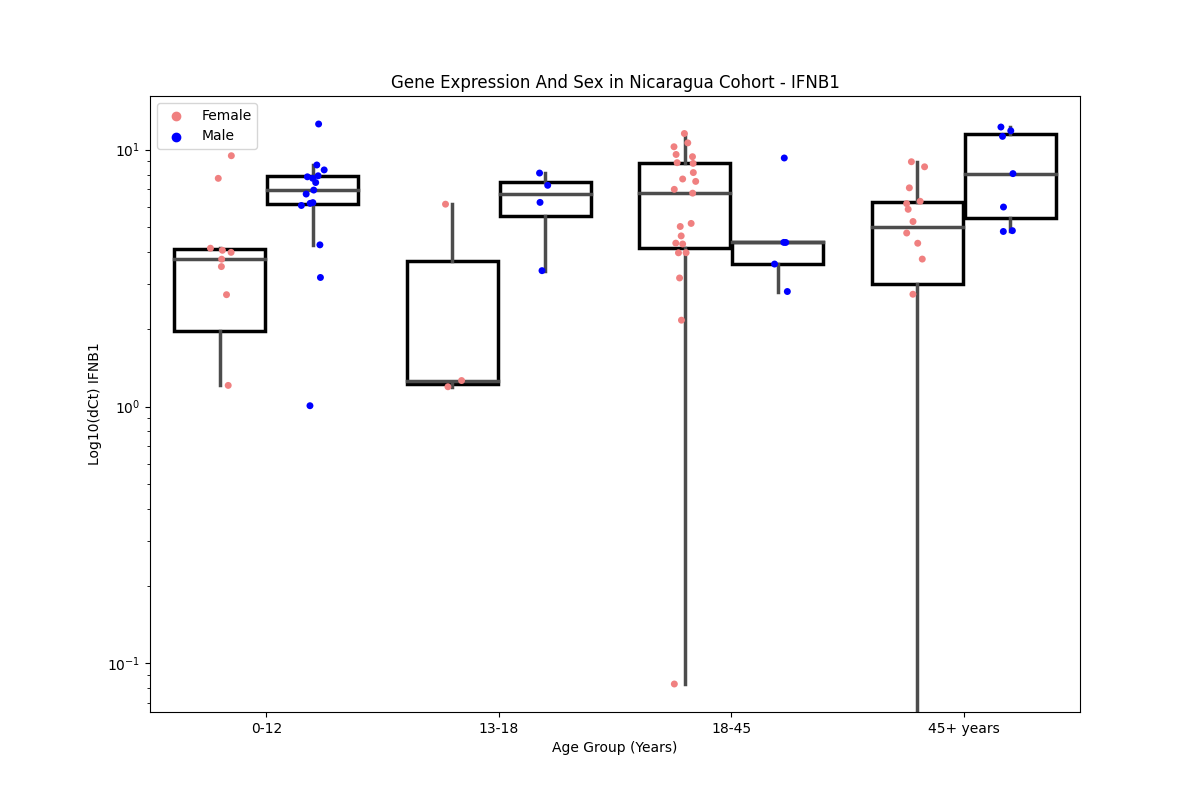 Gene Expression And Sex in Nicaragua Cohort - IFNB1
Female
Male
10¹
10⁰
10⁻¹
Log10(dCt) IFNB1
0-12
13-18
18-45
45+ years
Age Group (Years)